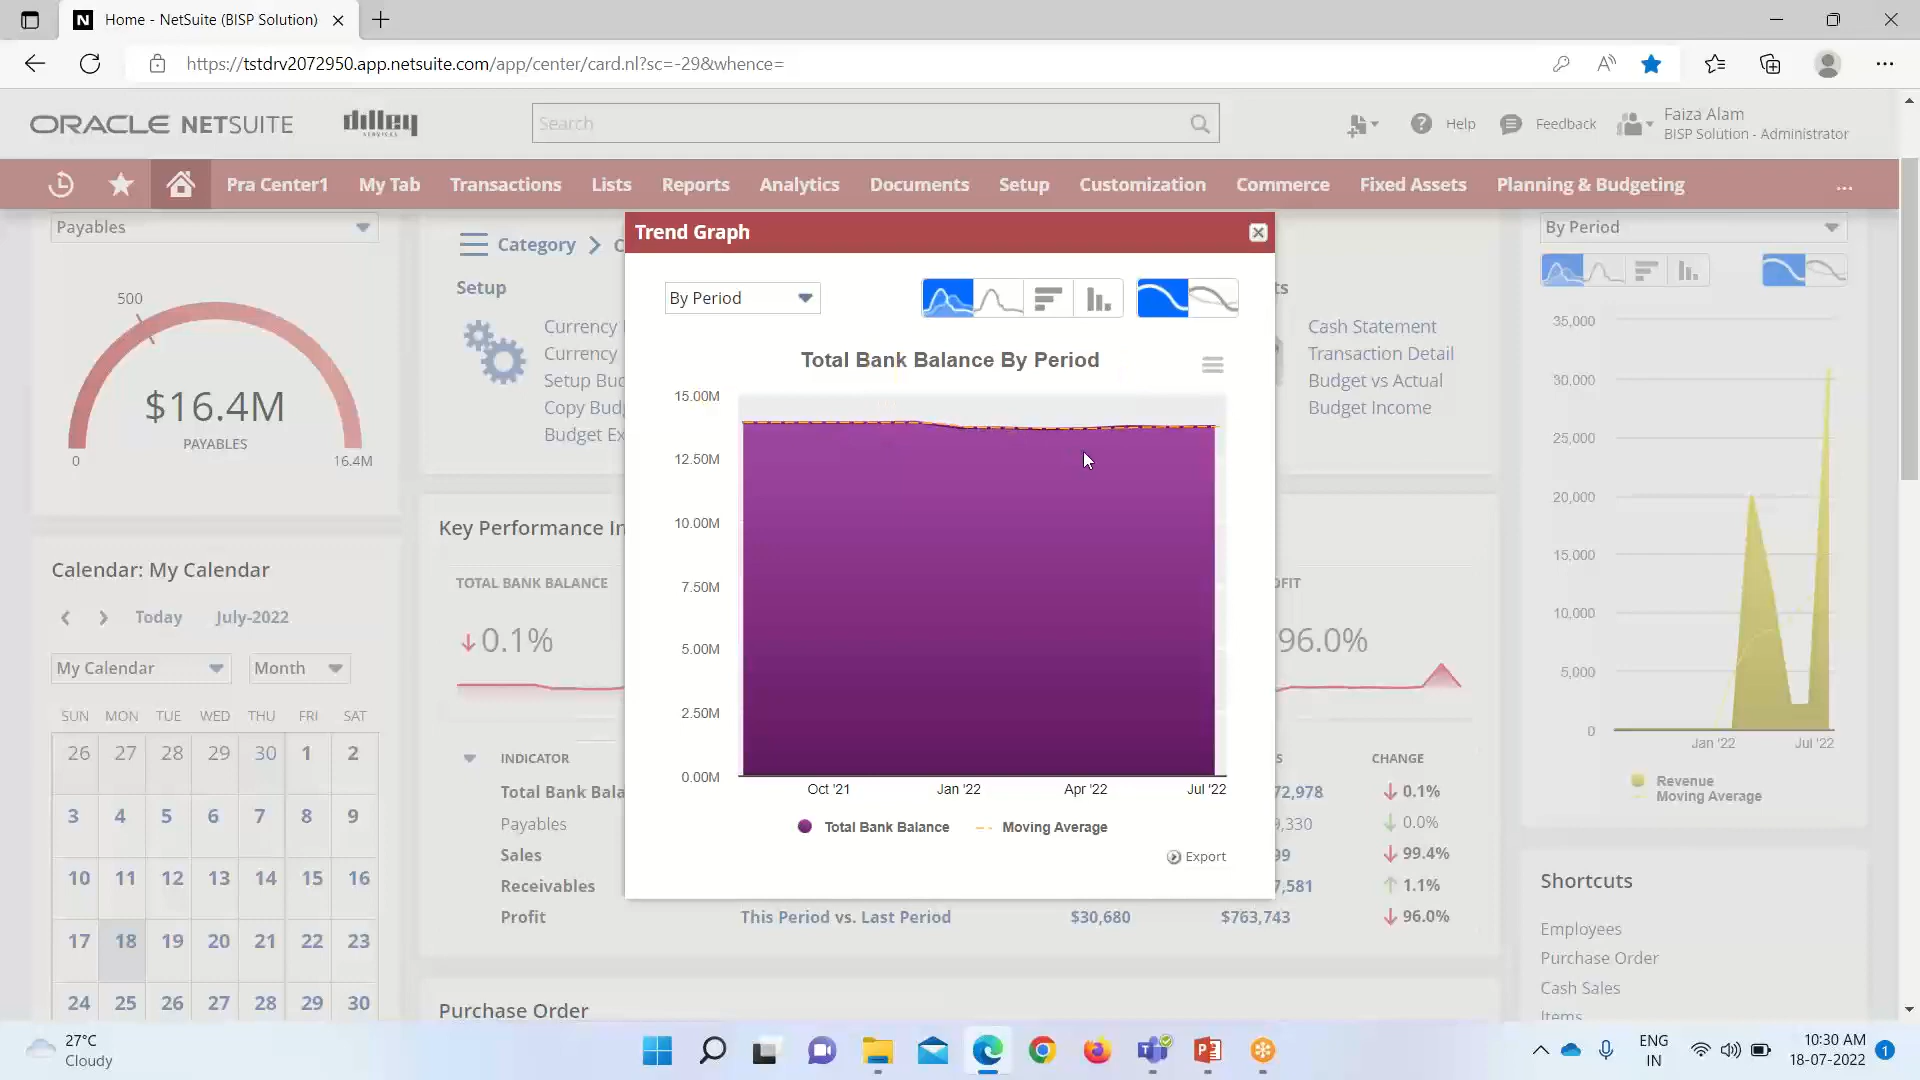 Home - NetSuite (BISP Solution)
https://tstdrv2072950.app.netsuite.com/app/center/card.nl?sc=-29&whence=
ORACLE NETSUITE
dilley
SERVICES
Search
Help
Feedback
Faiza Alam
BISP Solution - Administrator
Pra Center1
My Tab
Transactions
Lists
Reports
Analytics
Documents
Setup
Customization
Commerce
Fixed Assets
Planning & Budgeting
...
Payables
500
$16.4M
PAYABLES
0
16.4M
Category
Setup
Currency
Currency
Setup Bud
Copy Budg
Budget Ex
ts
Cash Statement
Transaction Detail
Budget vs Actual
Budget Income
Trend Graph
By Period
Total Bank Balance By Period
15.00M
12.50M
10.00M
7.50M
5.00M
2.50M
0.00M
Oct '21
Jan '22
Apr '22
Jul '22
Total Bank Balance
Moving Average
Export
Calendar: My Calendar
Today
July-2022
My Calendar
Month
SUN MON TUE WED THU FRI SAT
26 27 28 29 30 1 2
3 4 5 6 7 8 9
10 11 12 13 14 15 16
17 18 19 20 21 22 23
24 25 26 27 28 29 30
Key Performance In
TOTAL BANK BALANCE
0.1%
OFIT
96.0%
INDICATOR
S
CHANGE
Total Bank Bala
72,978
0.1%
Payables
,330
0.0%
Sales
99
99.4%
Receivables
7,581
1.1%
Profit
This Period vs. Last Period
$30,680
$763,743
96.0%
Purchase Order
By Period
35,000
30,000
25,000
20,000
15,000
10,000
5,000
0
Jan '22
Jul '22
Revenue
Moving Average
Shortcuts
Employees
Purchase Order
Cash Sales
Items
27°C
Cloudy
ENG
IN
10:30 AM
18-07-2022
1